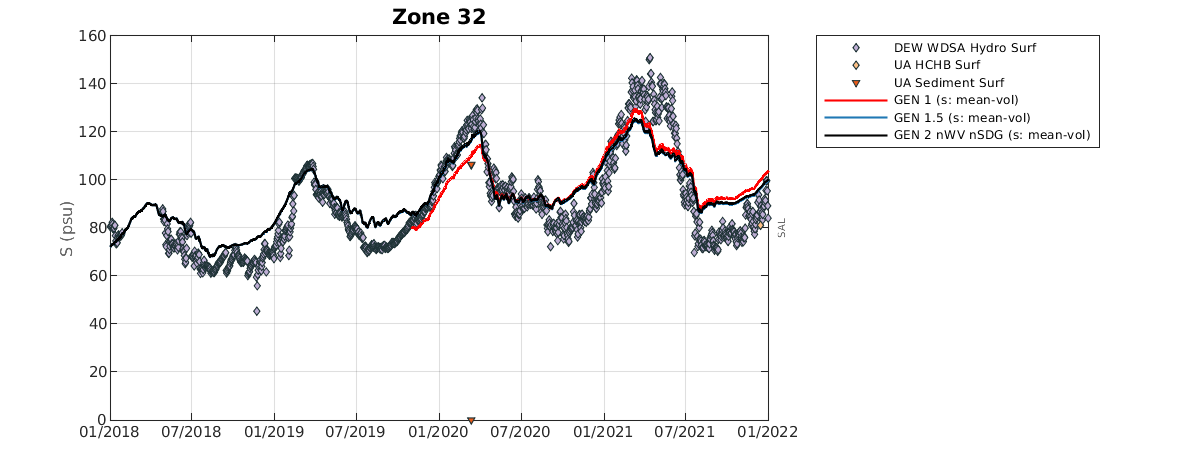 Zone 32
160
140
120
100
80
60
40
20
0
S (psu)
01/2018 07/2018 01/2019 07/2019 01/2020 07/2020 01/2021 07/2021 01/2022
SAL
DEW WDSA Hydro Surf
UA HCHB Surf
UA Sediment Surf
GEN 1 (s: mean-vol)
GEN 1.5 (s: mean-vol)
GEN 2 nWV nSDG (s: mean-vol)